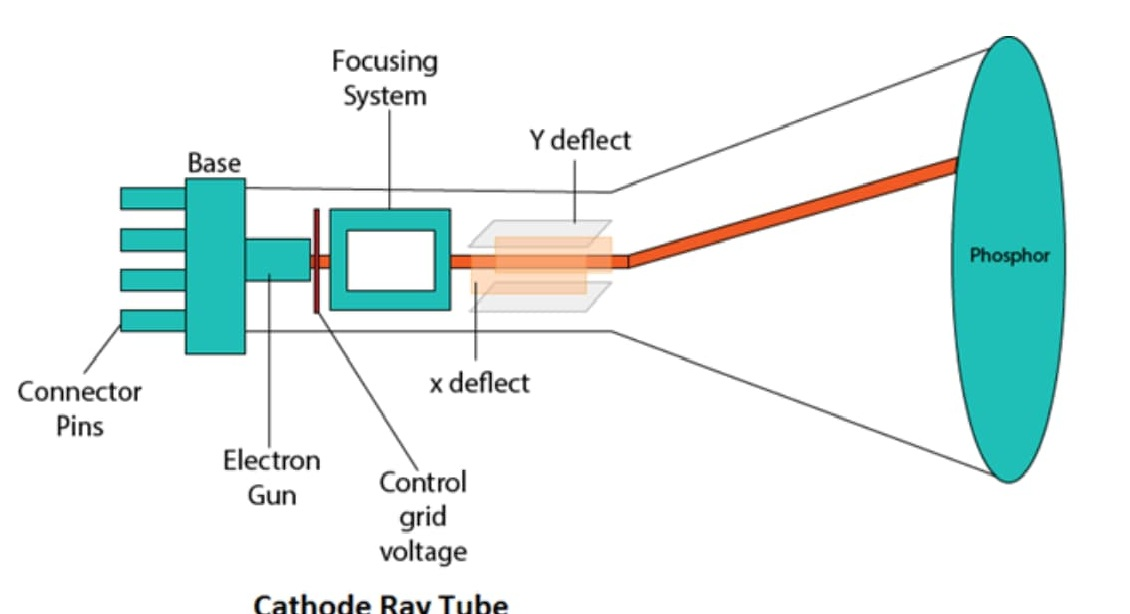 Focusing
System
Y deflect
Base
Phosphor
x deflect
Connector
Pins
Electron
Gun
Control
grid
voltage
Cathode Ray Tube